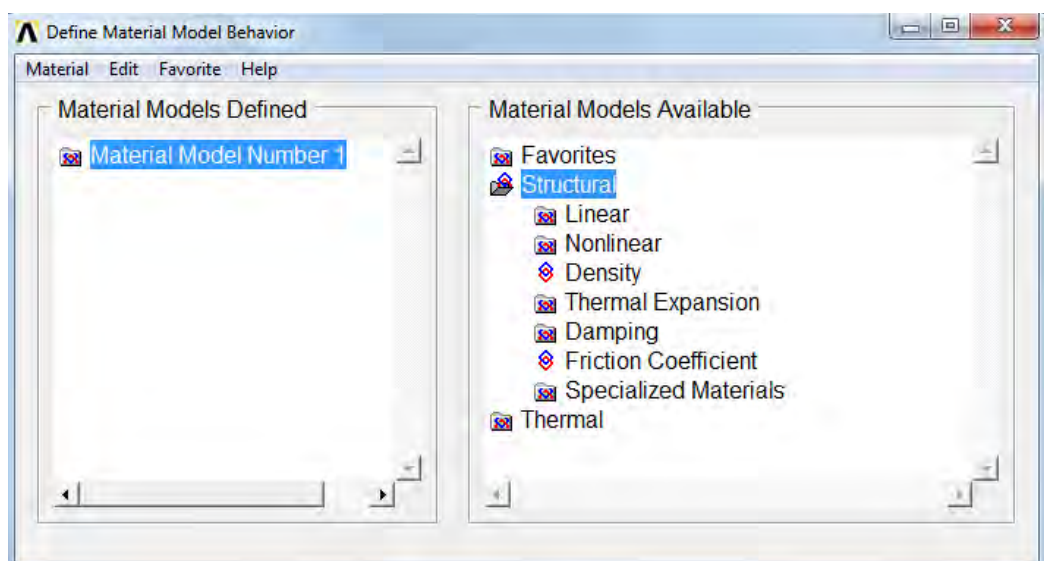 Define Material Model Behavior
Material Edit Favorite Help
Material Models Defined
Material Model Number 1
Material Models Available
Favorites
Structural
Linear
Nonlinear
Density
Thermal Expansion
Damping
Friction Coefficient
Specialized Materials
Thermal